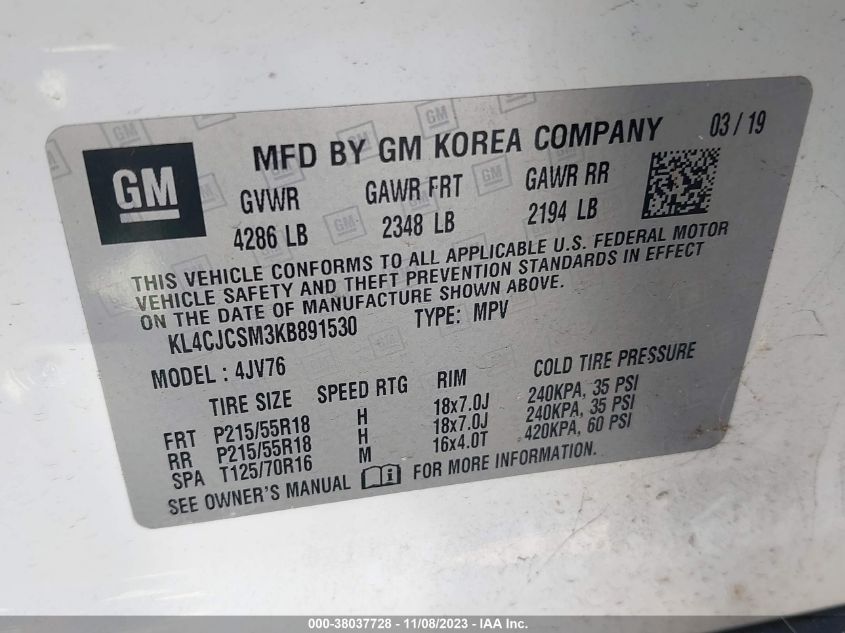 GM
MFD BY GM KOREA COMPANY 03/19
GVWR GAWR FRT GAWR RR
4286 LB 2348 LB 2194 LB
THIS VEHICLE CONFORMS TO ALL APPLICABLE U.S. FEDERAL MOTOR
VEHICLE SAFETY AND THEFT PREVENTION STANDARDS IN EFFECT
ON THE DATE OF MANUFACTURE SHOWN ABOVE.
KL4CJCSM3KB891530 TYPE: MPV
MODEL : 4JV76
TIRE SIZE SPEED RTG RIM COLD TIRE PRESSURE
FRT P215/55R18 H 18x7.0J 240KPA, 35 PSI
RR P215/55R18 H 18x7.0J 240KPA, 35 PSI
SPA T125/70R16 M 16x4.0T 420KPA, 60 PSI
SEE OWNER'S MANUAL FOR MORE INFORMATION.
000-38037728 - 11/08/2023 - IAA Inc.